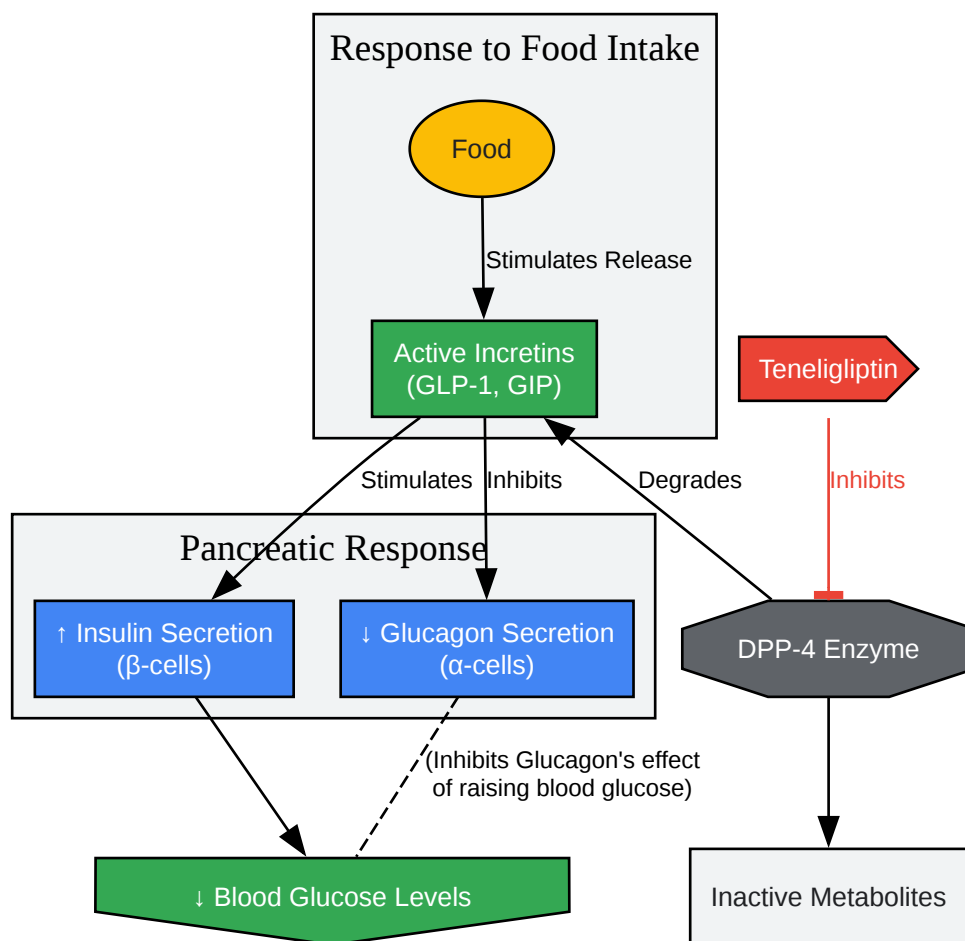 Response to Food Intake
Food
Stimulates Release
Active Incretins
(GLP-1, GIP)
Teneligliptin
Stimulates
Inhibits
Degrades
Inhibits
Pancreatic Response
↑ Insulin Secretion
(β-cells)
↓ Glucagon Secretion
(α-cells)
DPP-4 Enzyme
(Inhibits Glucagon's effect
of raising blood glucose)
↓ Blood Glucose Levels
Inactive Metabolites